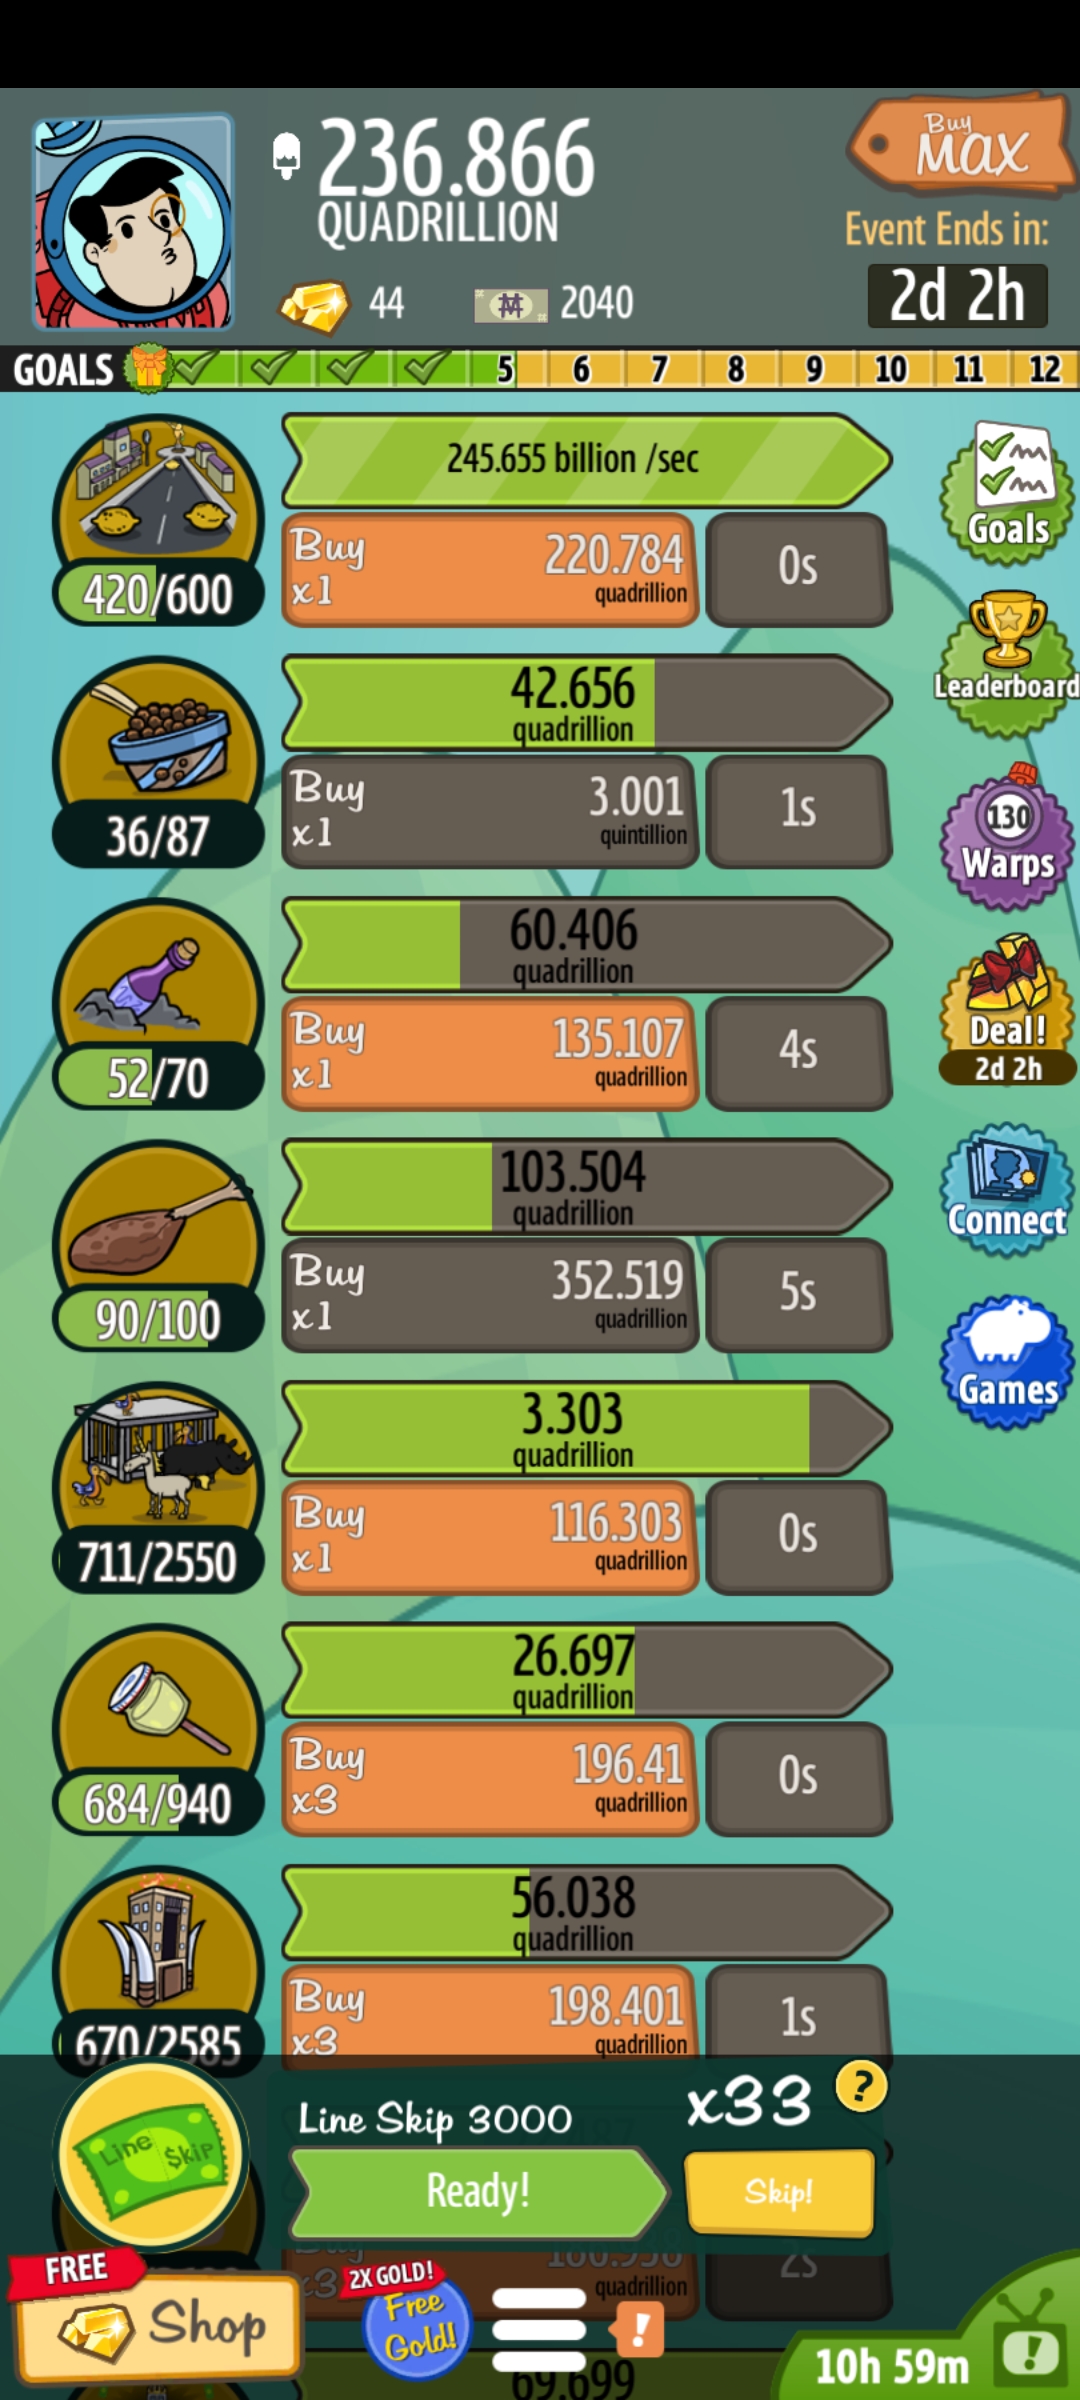 236.866
QUADRILLION
44
2040
Buy
MAX
Event Ends in:
2d 2h
GOALS 5 6 7 8 9 10 11 12
245.655 billion /sec
Buy
x1
220.784
quadrillion
0s
420/600
42.656
quadrillion
Buy
x1
3.001
quintillion
1s
36/87
60.406
quadrillion
Buy
x1
135.107
quadrillion
4s
52/70
103.504
quadrillion
Buy
x1
352.519
quadrillion
5s
90/100
3.303
quadrillion
Buy
x1
116.303
quadrillion
0s
711/2550
26.697
quadrillion
Buy
x3
196.41
quadrillion
0s
684/940
56.038
quadrillion
Buy
x3
198.401
quadrillion
1s
670/2585
Goals
Leaderboard
130
Warps
Deal!
2d 2h
Connect
Games
Line Skip
Line Skip 3000
x33
?
Ready!
Skip!
x3
quadrillion
2s
FREE
Shop
2X GOLD!
Free
Gold!
!
69.699
10h 59m
!